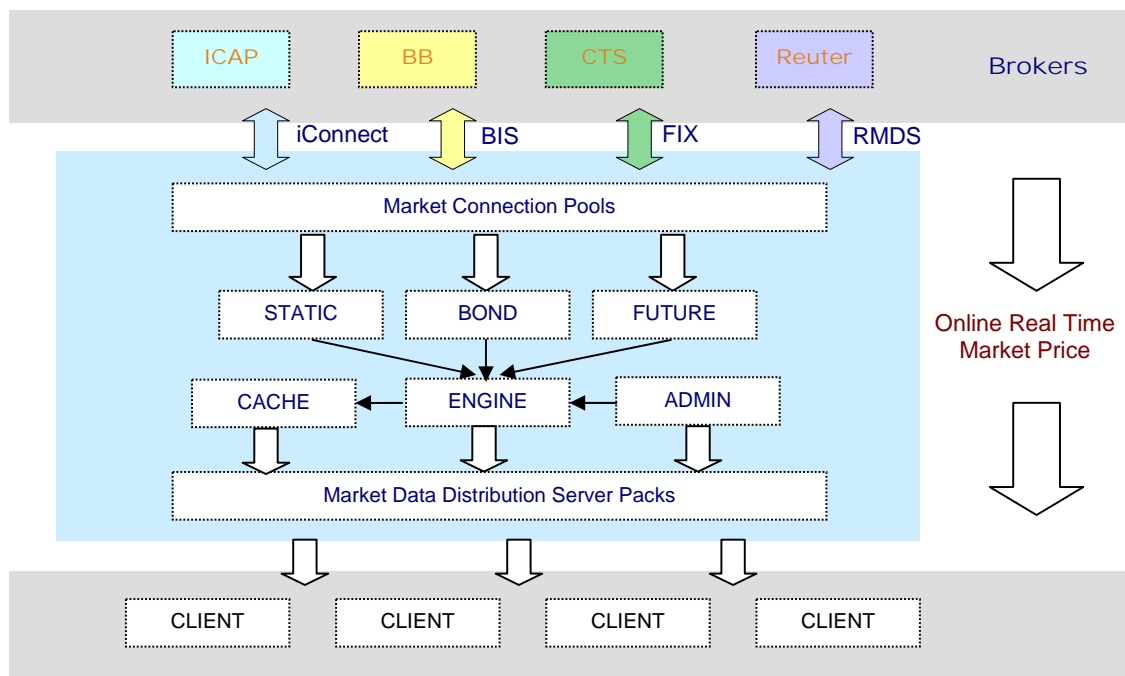 ICAP
BB
CTS
Reuter
Brokers
iConnect
BIS
FIX
RMDS
Market Connection Pools
STATIC
BOND
FUTURE
Online Real Time
Market Price
CACHE
ENGINE
ADMIN
Market Data Distribution Server Packs
CLIENT
CLIENT
CLIENT
CLIENT